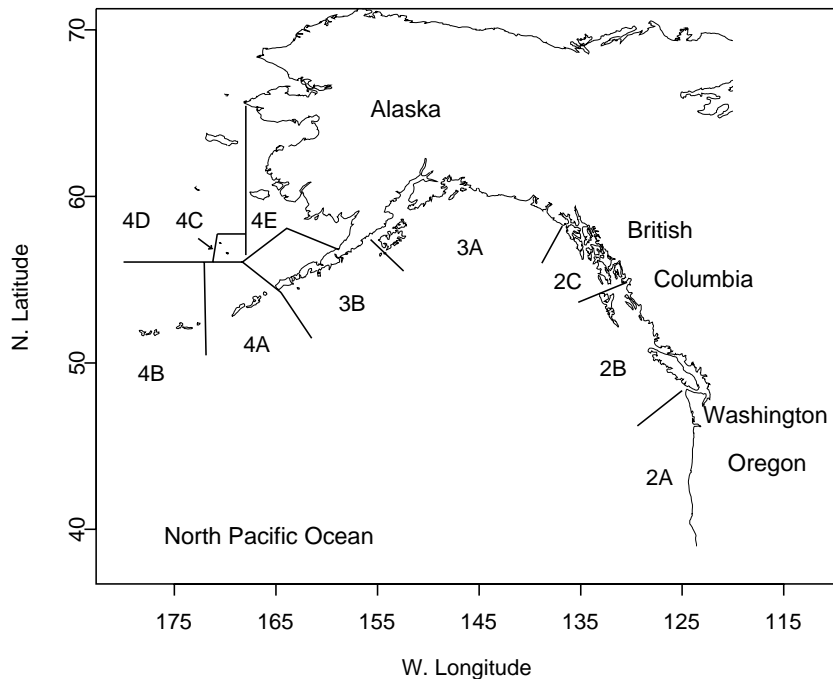 70
Alaska
60
4D
4C
4E
British
3A
Columbia
2C
3B
4A
N. Latitude
50
4B
2B
Washington
Oregon
2A
40
North Pacific Ocean
175
165
155
145
135
125
115
W. Longitude